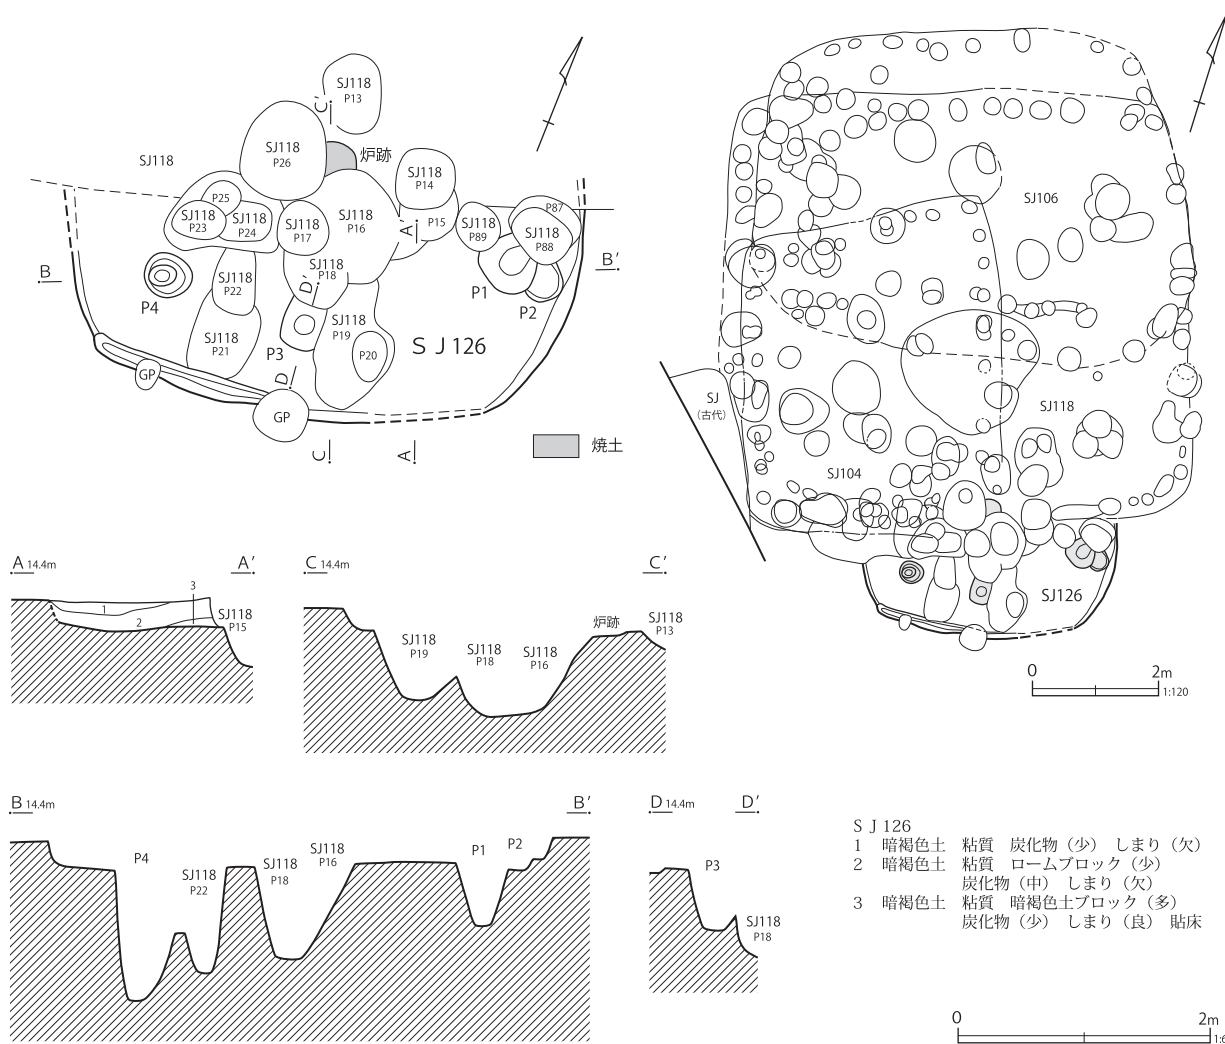 SJ118
P13
C′
SJ118
P26
炉跡
SJ118
SJ118
P14
P25
SJ118
P23
SJ118
P24
SJ118
P17
SJ118
P16
A′
P15
SJ118
P89
P87
SJ118
P88
B
B′
P4
SJ118
P22
SJ118
P18
D′
P1
P2
SJ118
P21
P3
SJ118
P19
P20
SJ126
GP
D
GP
C
A
焼土
SJ106
SJ
(古代)
SJ118
SJ104
SJ126
0 2m
1:120
A 14.4m A′
1
2
3
SJ118
P15
C 14.4m C′
SJ118
P19
SJ118
P18
SJ118
P16
炉跡
SJ118
P13
B 14.4m B′
P4
SJ118
P22
SJ118
P18
SJ118
P16
P1
P2
D 14.4m D′
P3
SJ118
P18
SJ126
1 暗褐色土 粘質 炭化物(少) しまり(欠)
2 暗褐色土 粘質 ロームブロック(少)
炭化物(中) しまり(欠)
3 暗褐色土 粘質 暗褐色土ブロック(多)
炭化物(少) しまり(良) 貼床
0 2m